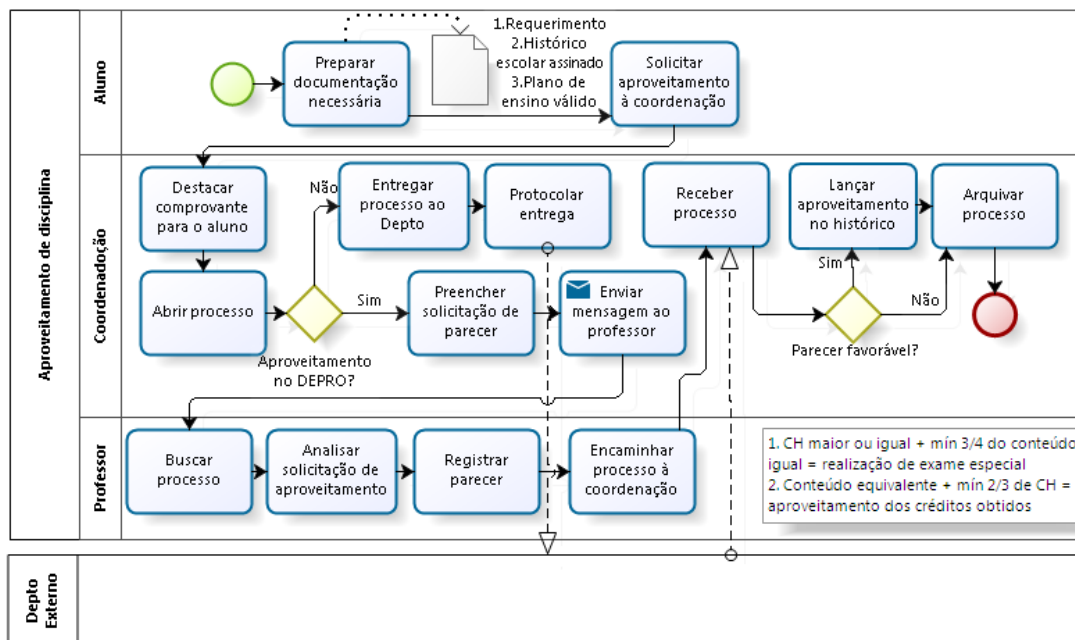 Aproveitamento de disciplina
Aluno
Preparar
documentação
necessária
1.Requerimento
2.Histórico
escolar assinado
3.Plano de
ensino válido
Solicitar
aproveitamento
à coordenação
Coordenadoção
Destacar
comprovante
para o aluno
Não
Entregar
processo ao
Depto
Protocolar
entrega
Receber
processo
Lançar
aproveitamento
no histórico
Arquivar
processo
Abrir processo
Sim
Aproveitamento
no DEPRO?
Preencher
solicitação de
parecer
Enviar
mensagem ao
professor
Sim
Não
Parecer favorável?
Professor
Buscar
processo
Analisar
solicitação de
aproveitamento
Registrar
parecer
Encaminhar
processo à
coordenação
1. CH maior ou igual + mín 3/4 do conteúdo
igual = realização de exame especial
2. Conteúdo equivalente + mín 2/3 de CH =
aproveitamento dos créditos obtidos
Depto
Externo